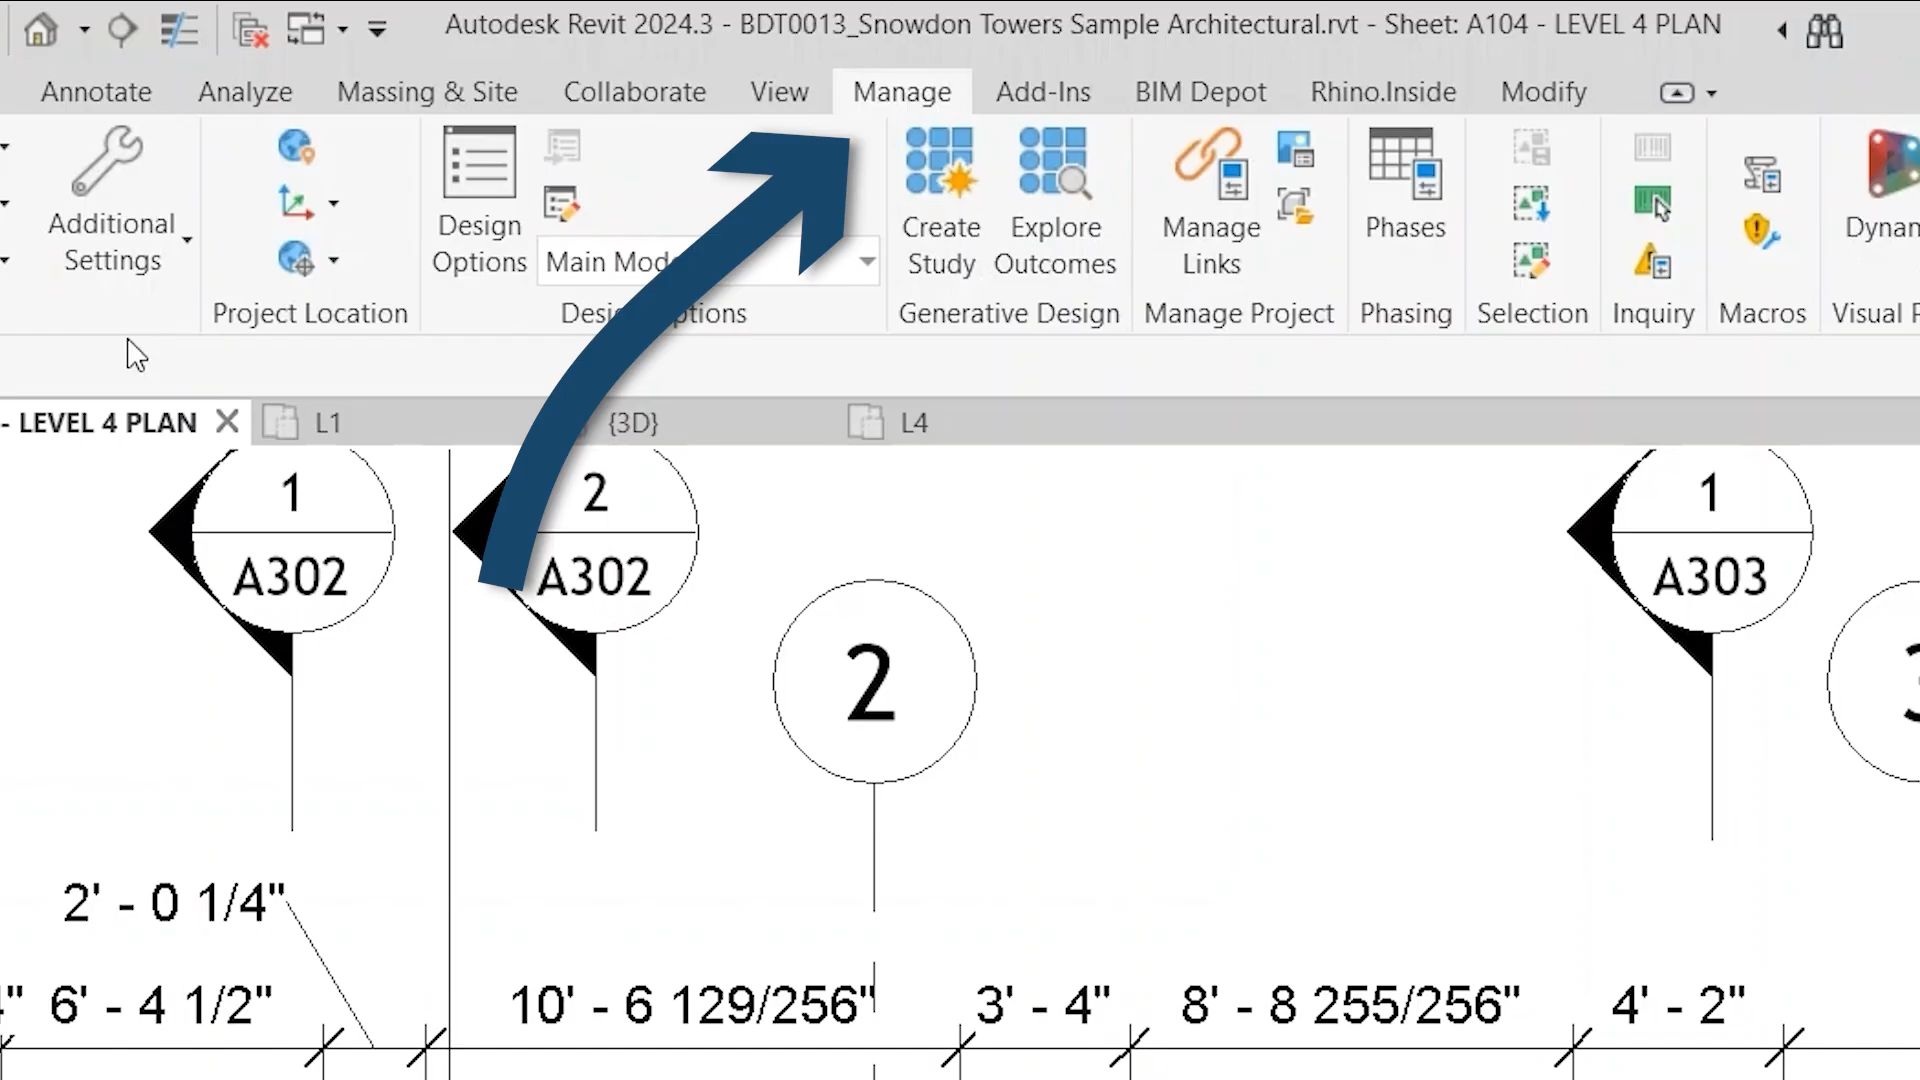 Autodesk Revit 2024.3 - BDT0013_Snowdon Towers Sample Architectural.rvt - Sheet: A104 - LEVEL 4 PLAN
Annotate Analyze Massing & Site Collaborate View Manage Add-Ins BIM Depot Rhino.Inside Modify
Additional
Settings
Project Location
Design
Options
Main Mod
Create
Study
Explore
Outcomes
Generative Design
Manage
Links
Manage Project
Phases
Phasing
Selection
Inquiry
Macros
Dynam
Visual P
- LEVEL 4 PLAN
L1
{3D}
L4
1
A302
2
A302
1
A303
2
3
2' - 0 1/4"
6' - 4 1/2"
10' - 6 129/256"
3' - 4"
8' - 8 255/256"
4' - 2"